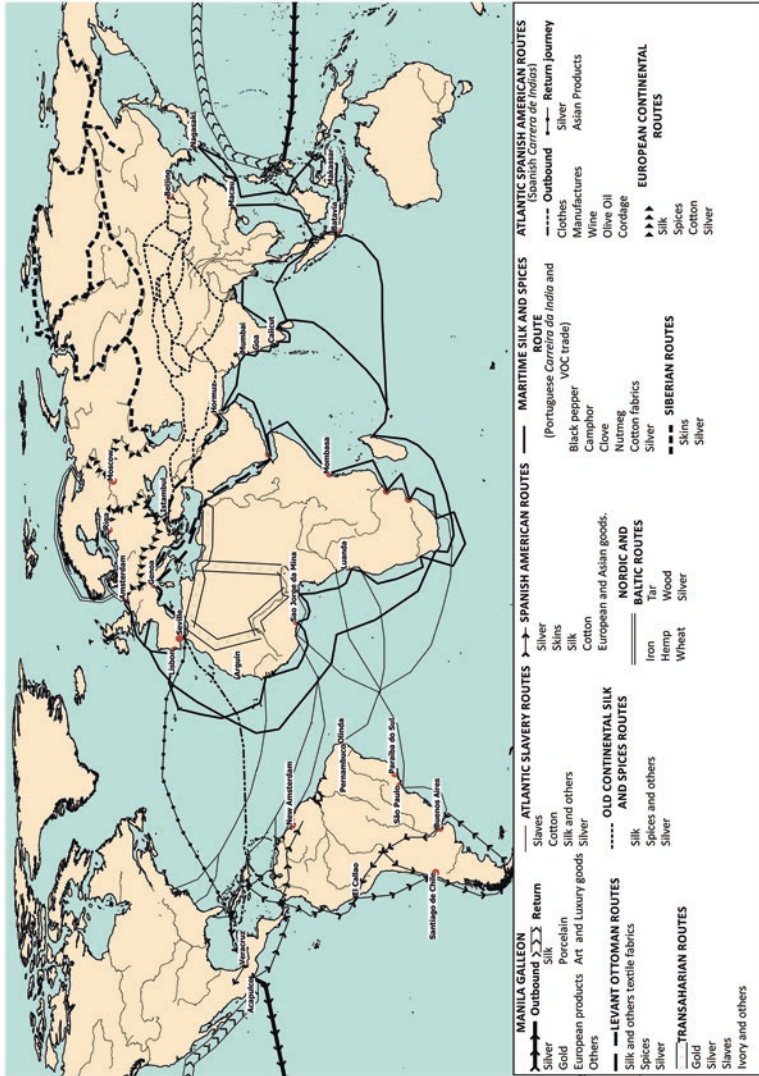 Nagasaki
Beijing
Macau
Makassar
Batavia
Mumbai
Goa
Calicut
Hormuz
Moscow
Riga
Istambul
Amsterdam
Genoa
Lisbon
Seville
Mombasa
Luanda
Sao Jorge da Mina
Arguin
New Amsterdam
Olinda
Pernambuco
Paraiba do Sul
São Paulo
Buenos Aires
El Callao
Santiago de Chile
Veracruz
Acapulco
MANILA GALLEON
Outbound Return
Silver Silk
Gold Porcelain
European products Art and Luxury goods
Others
LEVANT OTTOMAN ROUTES
Silk and others textile fabrics
Spices
Silver
TRANSAHARIAN ROUTES
Gold
Silver
Slaves
Ivory and others
ATLANTIC SLAVERY ROUTES
Slaves
Cotton
Silk and others
Silver
OLD CONTINENTAL SILK
AND SPICES ROUTES
Silk
Spices and others
Silver
SPANISH AMERICAN ROUTES
Silver
Skins
Silk
Cotton
European and Asian goods.
NORDIC AND
BALTIC ROUTES
Iron Tar
Hemp Wood
Wheat Silver
MARITIME SILK AND SPICES
ROUTE
(Portuguese Carreira da India and
VOC trade)
Black pepper
Camphor
Clove
Nutmeg
Cotton fabrics
Silver
SIBERIAN ROUTES
Skins
Silver
ATLANTIC SPANISH AMERICAN ROUTES
(Spanish Carrera de Indias)
Outbound Return journey
Clothes Silver
Manufactures Asian Products
Wine
Olive Oil
Cordage
EUROPEAN CONTINENTAL
ROUTES
Silk
Spices
Cotton
Silver